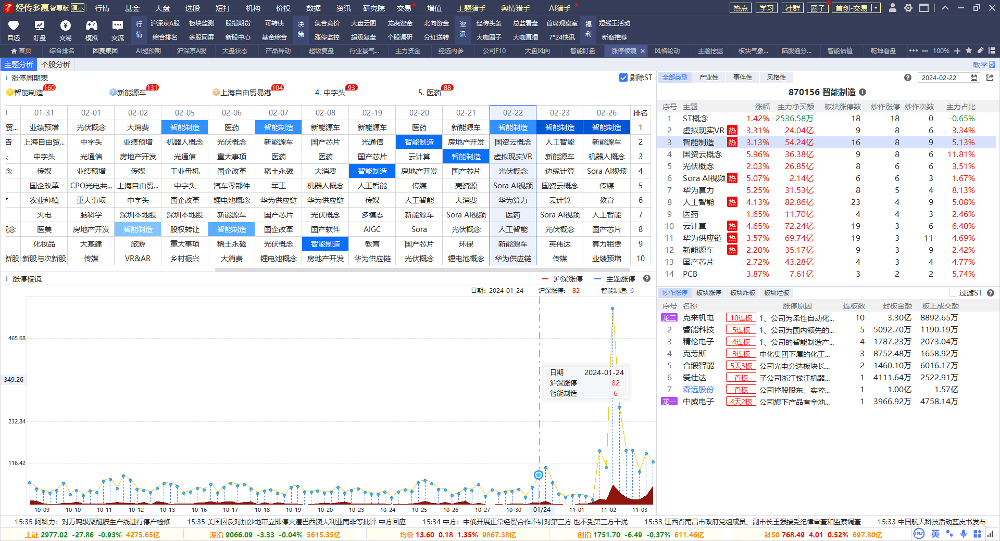 经传多赢 智尊版 演示 行情 基金 大盘 选股 短打 机构 价投 数据 资讯 研究院 交易 增值 主题猎手 舆情猎手 AI猎手 热点 学习 社群 圈子 首创-交易
自选 盯盘 交易 模拟 交流
行情 沪深京A股 板块监测 股指期货 可转债 决策 集合竞价 大盘云图 龙虎资金 北向资金 资讯 经传头条 总监看盘 首席观察室 福利 短线王活动
综合排名 多股同屏 新股中心 基金综合 涨停监控 超级复盘 个股调研 分红送转 大咖圈子 大咖直播 7*24快讯 新客推荐
首页 综合排名 因赛集团 AI超预期 沪深京A股 大盘状态 产品异动 超级复盘 行业景气... 主力资金 经选内参 公司F10 大盘风向 智能盯盘 涨停棱镜 × 风格轮动 主题挖掘 板块气象... 陆股通分... 智能估值 乾坤看盘 ••• 100%
主题分析 个股分析 教学
涨停周期表 剔除ST
1 智能制造 160 2 新能源车 131 3 上海自由贸易港 104 4. 中字头 93 5. 医药 88
01-31 02-01 02-02 02-05 02-06 02-07 02-08 02-19 02-20 02-21 02-22 02-23 02-26 排名
贸... 业绩预增 光伏概念 大消费 智能制造 医药 智能制造 新能源车 新能源车 医药 新能源车 智能制造 智能制造 智能制造 1
告 上海自由贸... 中字头 业绩预增 机器人概念 光伏概念 新能源车 国产芯片 光通信 智能制造 房地产开发 国资云概念 人工智能 新能源车 2
中字头 光通信 房地产开发 光通信 重大事项 医药 医药 国产芯片 云计算 智能制造 虚拟现实VR 新能源车 机器人概念 3
念 传媒 业绩预增 传媒 工业母机 国企改革 稀土永磁 大消费 智能制造 房地产开发 国产芯片 光伏概念 边缘计算 Sora AI视频 4
国企改革 CPO光电共... 上海自由贸... 中字头 汽车零部件 军工 机器人概念 人工智能 传媒 壳资源 Sora AI视频 国资云概念 传媒 5
农业种植 重大事项 中字头 国企改革 锂电池概念 华为供应链 华为供应链 传媒 人工智能 大消费 华为算力 云计算 教育 6
火电 脑科学 深圳本地股 深圳本地股 新能源车 国产芯片 光伏概念 多模态 新能源车 Sora AI视频 医药 Sora AI视频 人工智能 7
概念 医美 房地产开发 智能制造 股权转让 智能制造 国企改革 国产软件 AIGC Sora 光伏概念 人工智能 光伏概念 国产芯片 8
化妆品 大基建 旅游 重大事项 稀土永磁 光伏概念 智能制造 教育 国产芯片 环保 新能源车 英伟达 算力租赁 9
新股 新股与次新股 传媒 VR&AR 乡村振兴 大消费 锂电池概念 房地产开发 华为供应链 光伏概念 锂电池概念 华为供应链 传媒 业绩预增 10
涨停棱镜 沪深涨停 主题涨停
日期: 2024-01-24 沪深涨停: 82 智能制造: 6
465.68
349.26
232.84
116.42
日期 2024-01-24
沪深涨停 82
智能制造 6
10-09 10-10 10-11 10-12 10-13 10-16 10-17 10-18 10-19 10-20 10-23 10-24 10-25 10-26 10-27 10-30 01/24 11-01 11-02 11-03
全部类型 产业性 事件性 风格性 2024-02-22
870156 智能制造
序号 主题 涨幅 主力净买额 板块涨停数 炒作涨停 炒作次数 主力占比
1 ST概念 1.42% -2536.58万 18 18 0 -0.65%
2 虚拟现实VR 热 3.31% 24.04亿 9 8 6 3.34%
3 智能制造 热 3.13% 54.24亿 16 8 9 5.13%
4 国资云概念 5.96% 36.38亿 9 8 6 11.81%
5 光伏概念 2.03% 26.85亿 8 6 6 3.51%
6 Sora AI视频 热 5.07% 2.14亿 6 6 3 1.67%
7 华为算力 5.25% 31.53亿 8 5 4 8.13%
8 人工智能 热 4.13% 82.86亿 23 4 9 5.08%
9 医药 1.65% 11.70亿 4 4 3 2.46%
10 云计算 热 4.65% 72.24亿 19 3 6 6.40%
11 华为供应链 热 3.57% 69.74亿 19 3 11 4.69%
12 新能源车 热 2.20% 35.17亿 9 3 9 2.42%
13 国产芯片 2.72% 43.28亿 4 3 4 4.77%
14 PCB 3.87% 7.61亿 3 2 2 5.74%
炒作涨停 板块涨停 板块炸板 板块烂板 过滤ST
序号 名称 涨停原因 连板数 封板金额 板上成交额
龙三 克来机电 10连板 1、公司为柔性自动化... 10 3.30亿 8892.65万
2 睿能科技 5连板 1、公司为国内领先的... 5 5092.70万 1190.19万
3 精伦电子 4连板 1、公司的智能制造产... 4 1787.23万 2073.04万
4 克劳斯 3连板 中化集团下属的化工... 3 8752.48万 1658.92万
5 合锻智能 5天3板 公司光电分选板块长... 2 1460.10万 6016.17万
6 爱仕达 首板 子公司浙江钱江机器... 1 4111.64万 2522.91万
7 森远股份 首板 公司控股股东、实控... 1 1.00亿 1.57亿
龙一 中威电子 4天2板 公司旗下产品有全地... 1 3966.92万 4758.14万
15:35 阿科力：对万吨级聚醚胺生产线进行停产检修 15:35 美国因反对加沙地带立即停火遭巴西澳大利亚南非等批评 中方回应 15:34 中方：中俄开展正常经贸合作不针对第三方 也不受第三方干扰 15:33 江西省南昌市政府党组成员、副市长王强接受纪律审查和监察调查 15:33 中国航天科技活动蓝皮书发布
上证 2977.02 -27.86 -0.93% 4275.65亿 深指 9066.09 -3.33 -0.04% 5615.35亿 均价 13.60 0.18 1.35% 9867.38亿 创指 1751.70 -6.49 -0.37% 611.46亿 科50 768.49 4.01 0.52% 697.80亿 iFLY 英